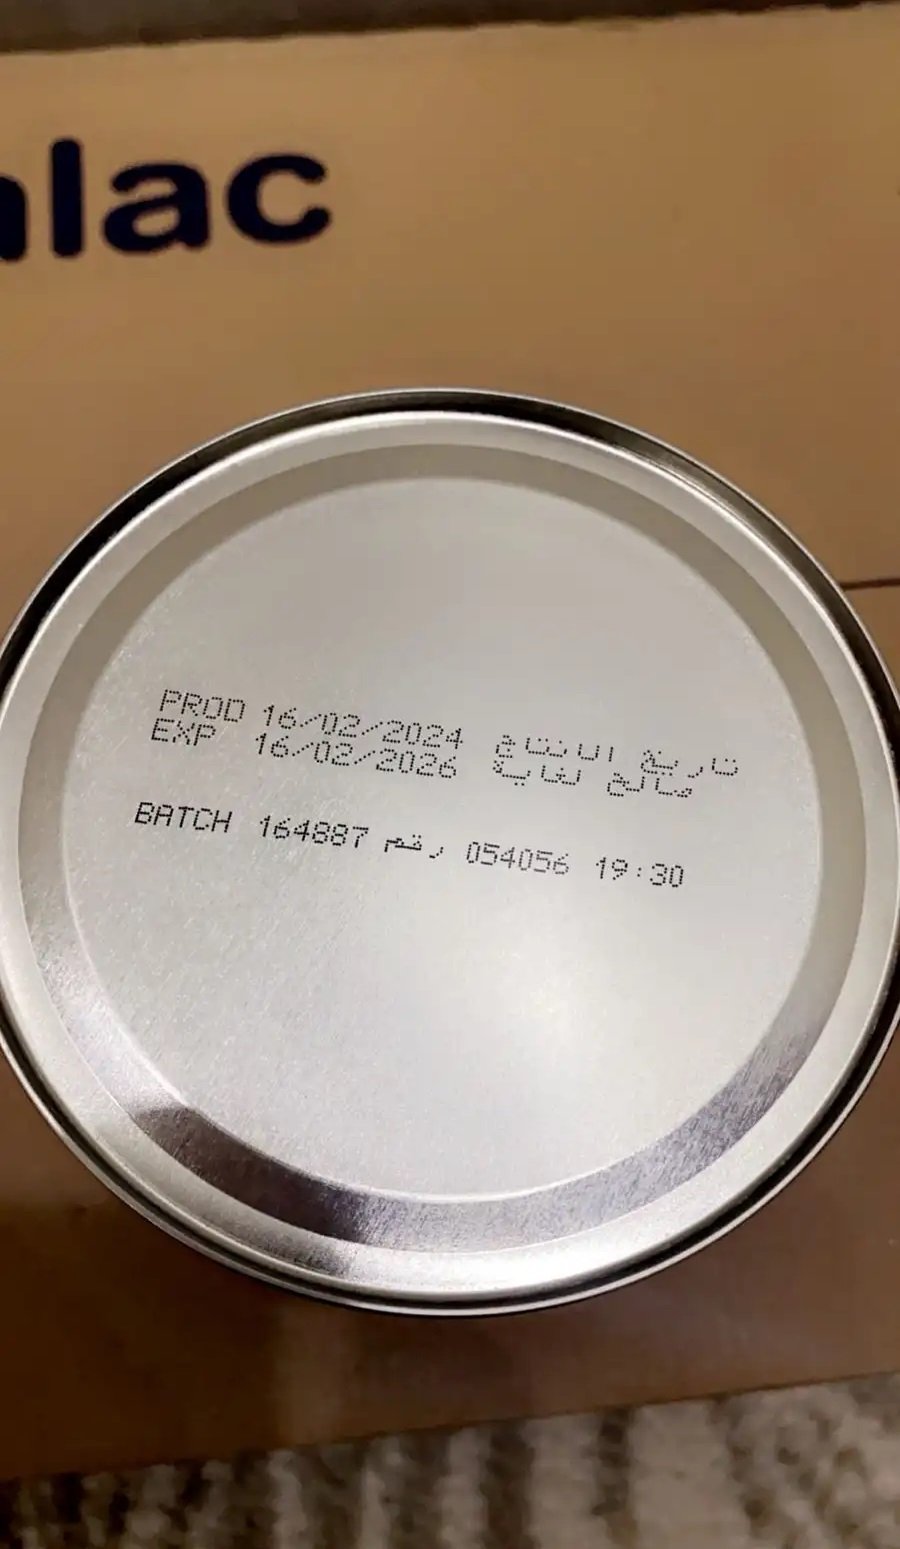 alac
PROD 16/02/2024 تاريخ الانتاج
EXP 16/02/2026 صالح لغاية
BATCH 164887 رقم 054056 19:30